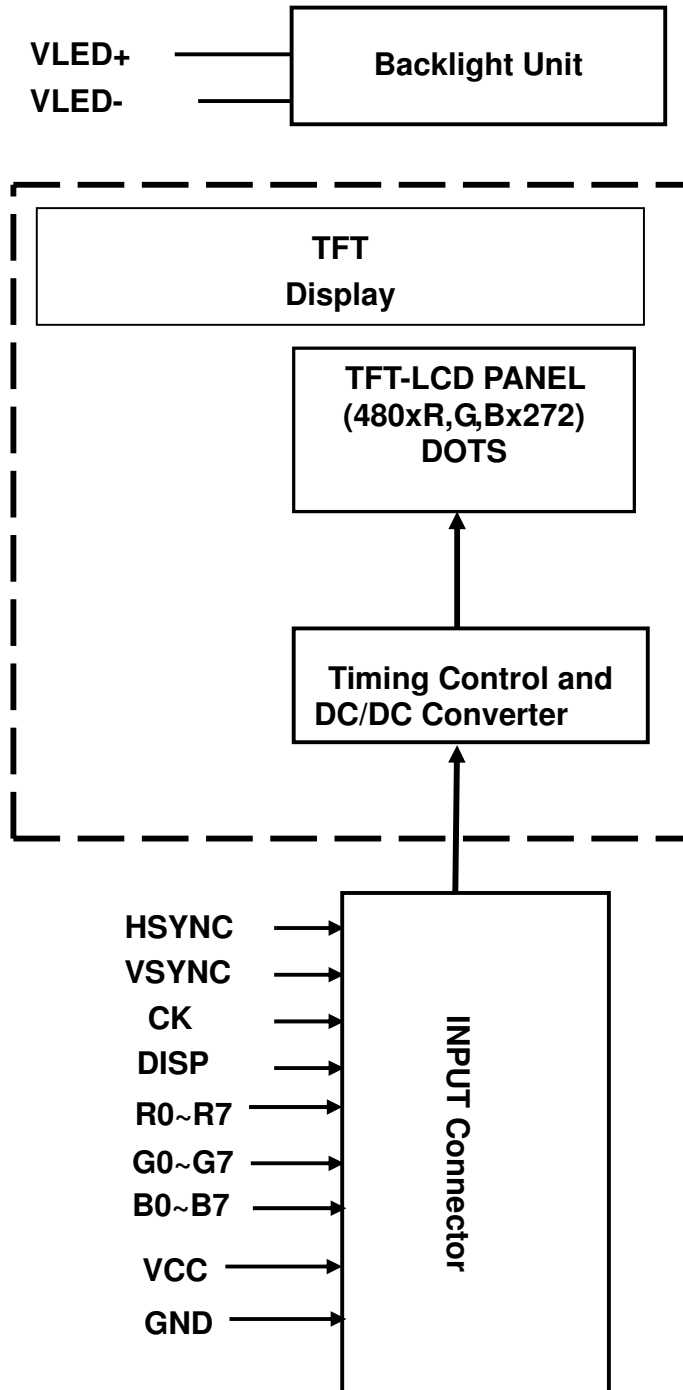 VLED+
VLED-
Backlight Unit
TFT
Display
TFT-LCD PANEL
(480xR,G,Bx272)
DOTS
Timing Control and
DC/DC Converter
HSYNC
VSYNC
CK
DISP
R0~R7
G0~G7
B0~B7
VCC
GND
INPUT Connector